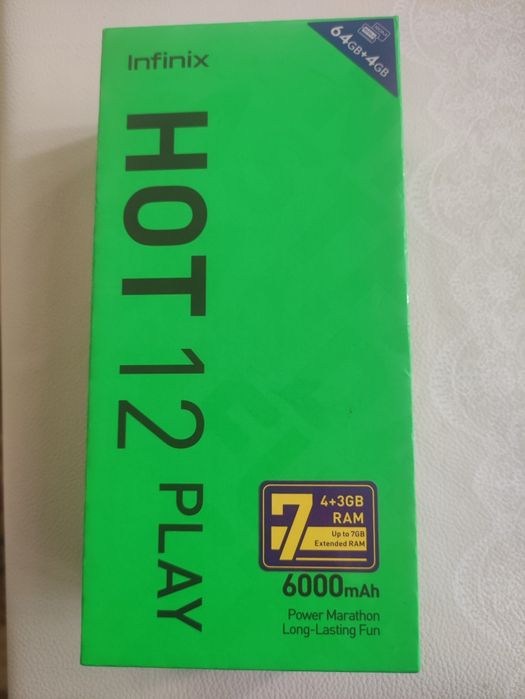 Infinix
64GB+4GB
HOT 12 PLAY
7
4+3GB
RAM
Up to 7GB
Extended RAM
6000mAh
Power Marathon
Long-Lasting Fun